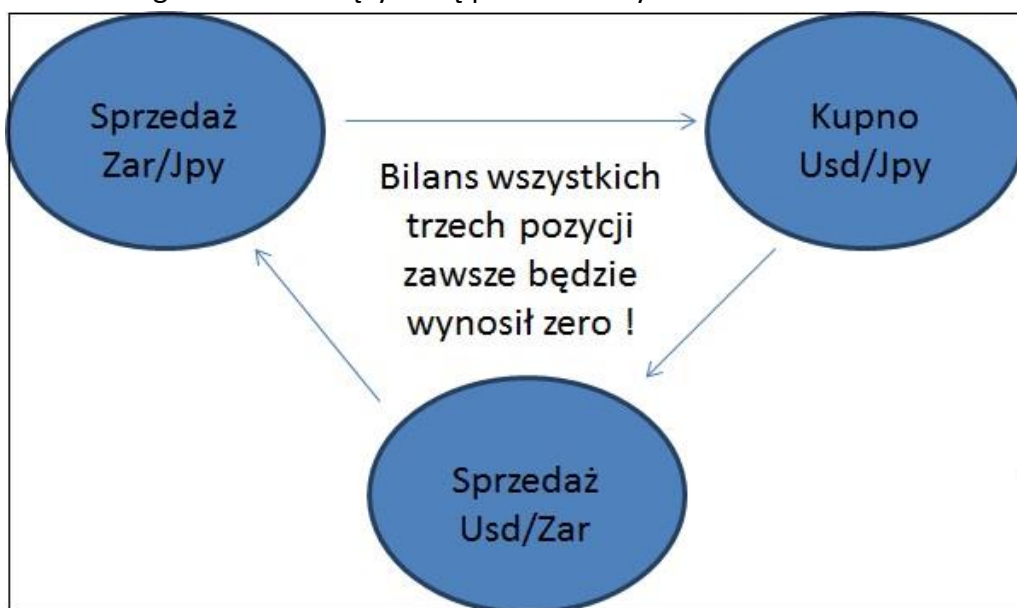 Sprzedaż
Zar/Jpy
Kupno
Usd/Jpy
Bilans wszystkich
trzech pozycji
zawsze będzie
wynosił zero !
Sprzedaż
Usd/Zar